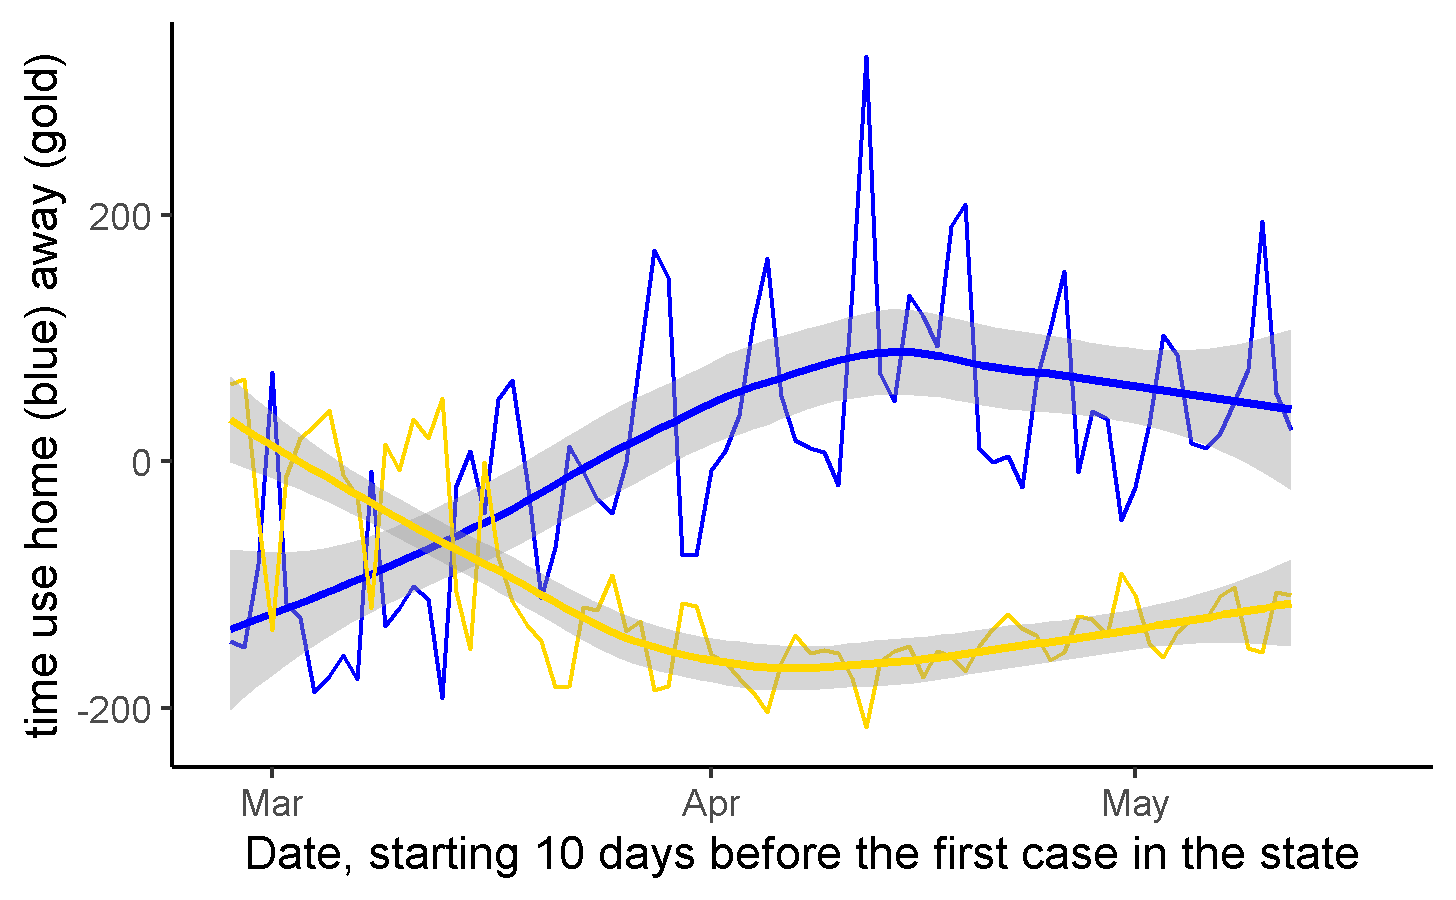 time use home (blue) away (gold)
200
0
-200
Mar Apr May
Date, starting 10 days before the first case in the state